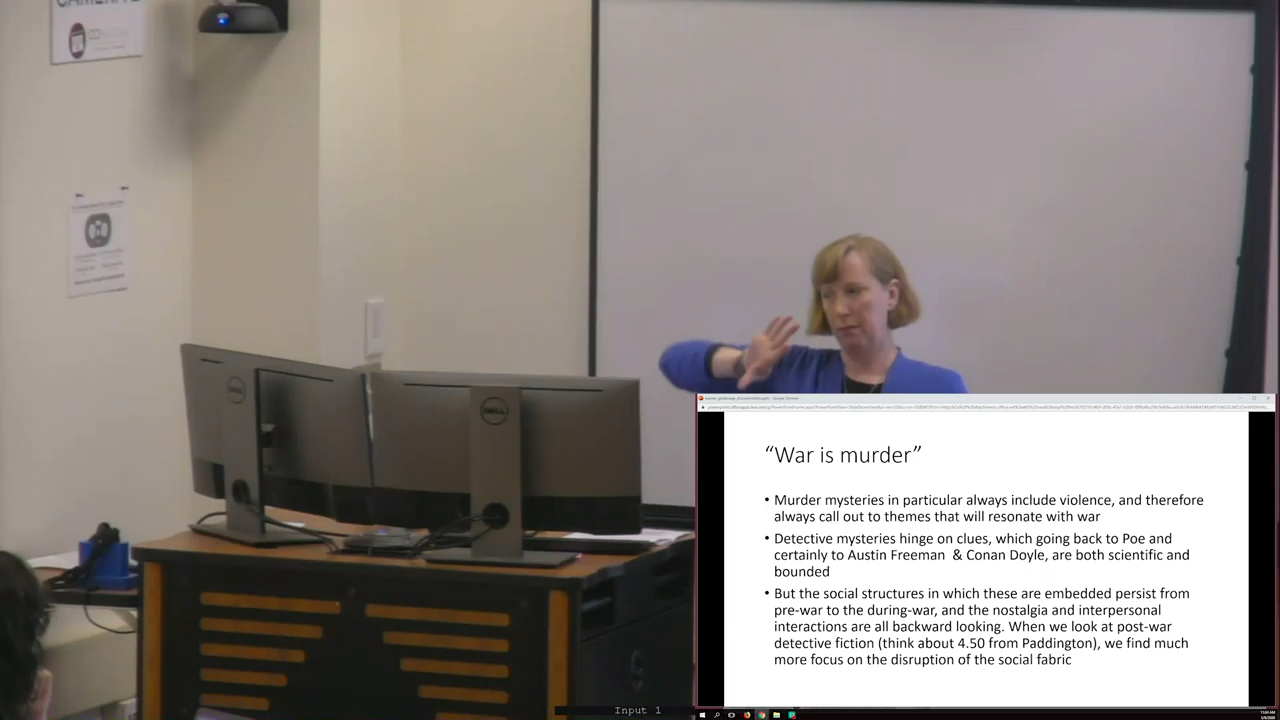 DELL
DELL
“War is murder”
• Murder mysteries in particular always include violence, and therefore
always call out to themes that will resonate with war
• Detective mysteries hinge on clues, which going back to Poe and
certainly to Austin Freeman & Conan Doyle, are both scientific and
bounded
• But the social structures in which these are embedded persist from
pre-war to the during-war, and the nostalgia and interpersonal
interactions are all backward looking. When we look at post-war
detective fiction (think about 4.50 from Paddington), we find much
more focus on the disruption of the social fabric
Input 1